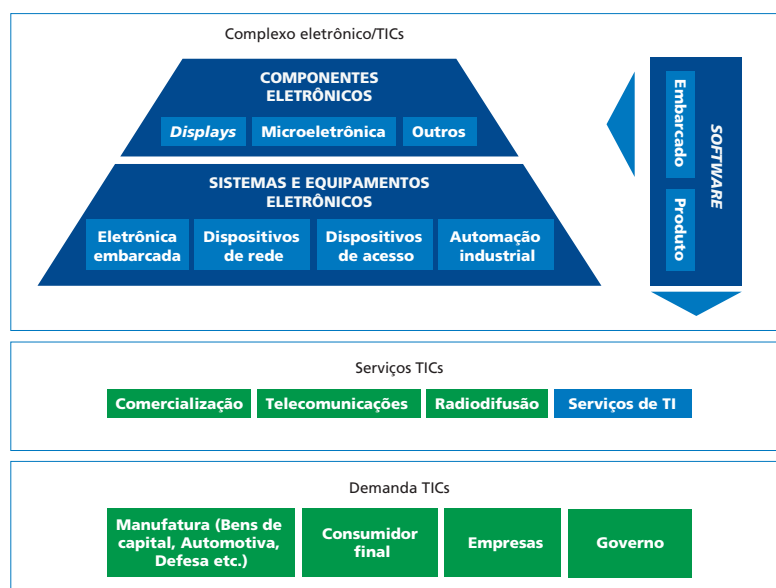 Complexo eletrônico/TICs
COMPONENTES
ELETRÔNICOS
Displays
Microeletrônica
Outros
SISTEMAS E EQUIPAMENTOS
ELETRÔNICOS
Eletrônica
embarcada
Dispositivos
de rede
Dispositivos
de acesso
Automação
industrial
Embarcado
Produto
SOFTWARE
Serviços TICs
Comercialização
Telecomunicações
Radiodifusão
Serviços de TI
Demanda TICs
Manufatura (Bens de
capital, Automotiva,
Defesa etc.)
Consumidor
final
Empresas
Governo